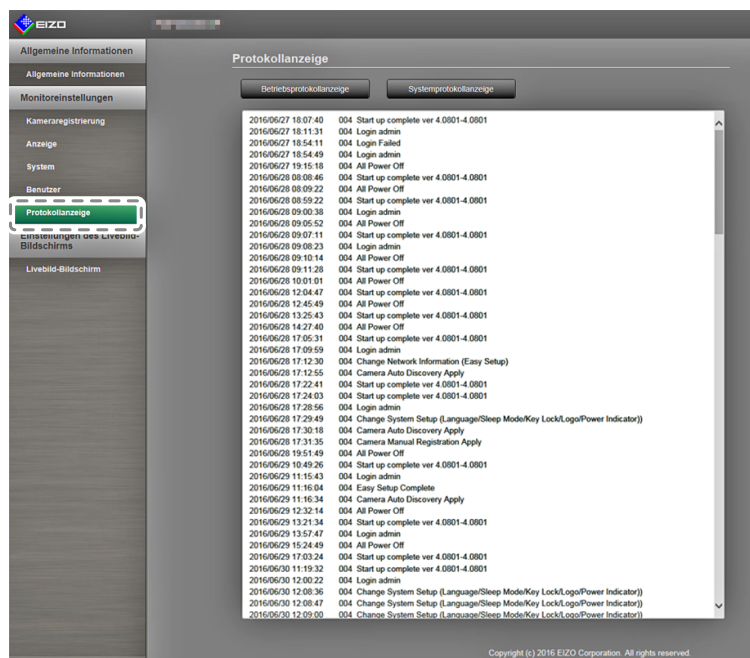 EIZO
Allgemeine Informationen
Allgemeine Informationen
Monitoreinstellungen
Kameraregistrierung
Anzeige
System
Benutzer
Protokollanzeige
Einstellungen des Livebild-
Bildschirms
Livebild-Bildschirm
Protokollanzeige
Betriebsprotokollanzeige Systemprotokollanzeige
2016/06/27 18:07:40 004 Start up complete ver 4.0801-4.0801
2016/06/27 18:11:31 004 Login admin
2016/06/27 18:54:11 004 Login Failed
2016/06/27 18:54:49 004 Login admin
2016/06/27 19:15:18 004 All Power Off
2016/06/28 08:08:46 004 Start up complete ver 4.0801-4.0801
2016/06/28 08:09:22 004 All Power Off
2016/06/28 08:59:22 004 Start up complete ver 4.0801-4.0801
2016/06/28 09:00:38 004 Login admin
2016/06/28 09:05:52 004 All Power Off
2016/06/28 09:07:11 004 Start up complete ver 4.0801-4.0801
2016/06/28 09:08:23 004 Login admin
2016/06/28 09:10:14 004 All Power Off
2016/06/28 09:11:28 004 Start up complete ver 4.0801-4.0801
2016/06/28 10:01:01 004 All Power Off
2016/06/28 12:04:47 004 Start up complete ver 4.0801-4.0801
2016/06/28 12:45:49 004 All Power Off
2016/06/28 13:25:43 004 Start up complete ver 4.0801-4.0801
2016/06/28 14:27:40 004 All Power Off
2016/06/28 17:05:31 004 Start up complete ver 4.0801-4.0801
2016/06/28 17:09:59 004 Login admin
2016/06/28 17:12:30 004 Change Network Information (Easy Setup)
2016/06/28 17:12:55 004 Camera Auto Discovery Apply
2016/06/28 17:22:41 004 Start up complete ver 4.0801-4.0801
2016/06/28 17:24:03 004 Start up complete ver 4.0801-4.0801
2016/06/28 17:28:56 004 Login admin
2016/06/28 17:29:49 004 Change System Setup (Language/Sleep Mode/Key Lock/Logo/Power Indicator))
2016/06/28 17:30:18 004 Camera Auto Discovery Apply
2016/06/28 17:31:35 004 Camera Manual Registration Apply
2016/06/28 19:51:49 004 All Power Off
2016/06/29 10:49:26 004 Start up complete ver 4.0801-4.0801
2016/06/29 11:15:43 004 Login admin
2016/06/29 11:16:04 004 Easy Setup Complete
2016/06/29 11:16:34 004 Camera Auto Discovery Apply
2016/06/29 12:32:14 004 All Power Off
2016/06/29 13:21:34 004 Start up complete ver 4.0801-4.0801
2016/06/29 13:57:47 004 Login admin
2016/06/29 15:24:49 004 All Power Off
2016/06/29 17:03:24 004 Start up complete ver 4.0801-4.0801
2016/06/30 11:19:32 004 Start up complete ver 4.0801-4.0801
2016/06/30 12:00:22 004 Login admin
2016/06/30 12:08:36 004 Change System Setup (Language/Sleep Mode/Key Lock/Logo/Power Indicator))
2016/06/30 12:08:47 004 Change System Setup (Language/Sleep Mode/Key Lock/Logo/Power Indicator))
2016/06/30 12:09:00 004 Change System Setup (Language/Sleep Mode/Key Lock/Logo/Power Indicator))
Copyright (c) 2016 EIZO Corporation. All rights reserved.